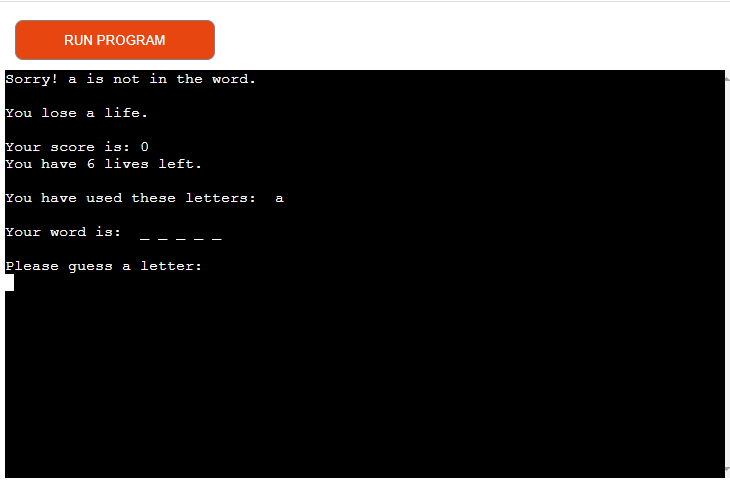 RUN PROGRAM
Sorry! a is not in the word.
You lose a life.
Your score is: 0
You have 6 lives left.
You have used these letters:  a
Your word is:  _ _ _ _ _
Please guess a letter: